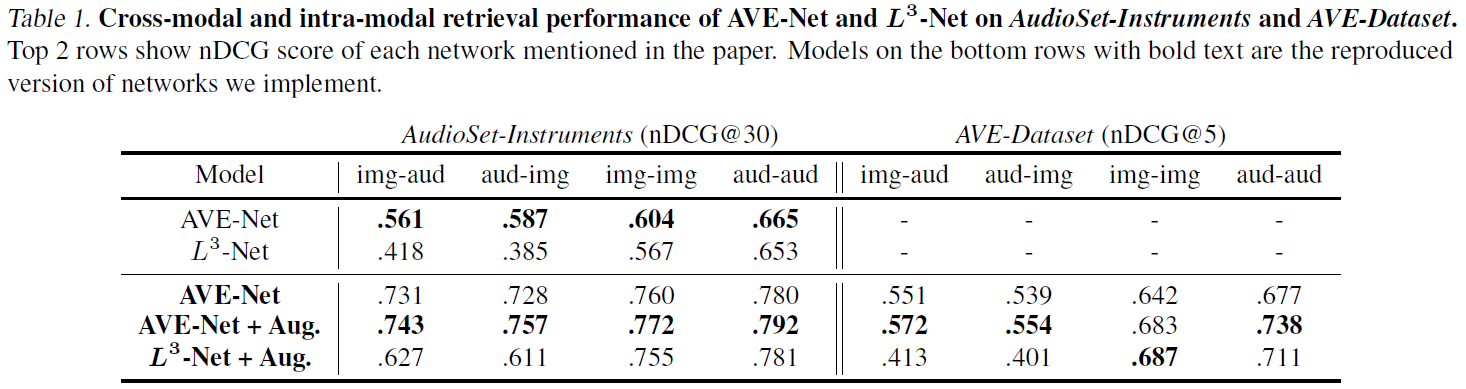 Table 1. Cross-modal and intra-modal retrieval performance of AVE-Net and L³-Net on AudioSet-Instruments and AVE-Dataset.
Top 2 rows show nDCG score of each network mentioned in the paper. Models on the bottom rows with bold text are the reproduced
version of networks we implement.
AudioSet-Instruments (nDCG@30) AVE-Dataset (nDCG@5)
Model img-aud aud-img img-img aud-aud img-aud aud-img img-img aud-aud
AVE-Net .561 .587 .604 .665 - - - -
L³-Net .418 .385 .567 .653 - - - -
AVE-Net .731 .728 .760 .780 .551 .539 .642 .677
AVE-Net + Aug. .743 .757 .772 .792 .572 .554 .683 .738
L³-Net + Aug. .627 .611 .755 .781 .413 .401 .687 .711